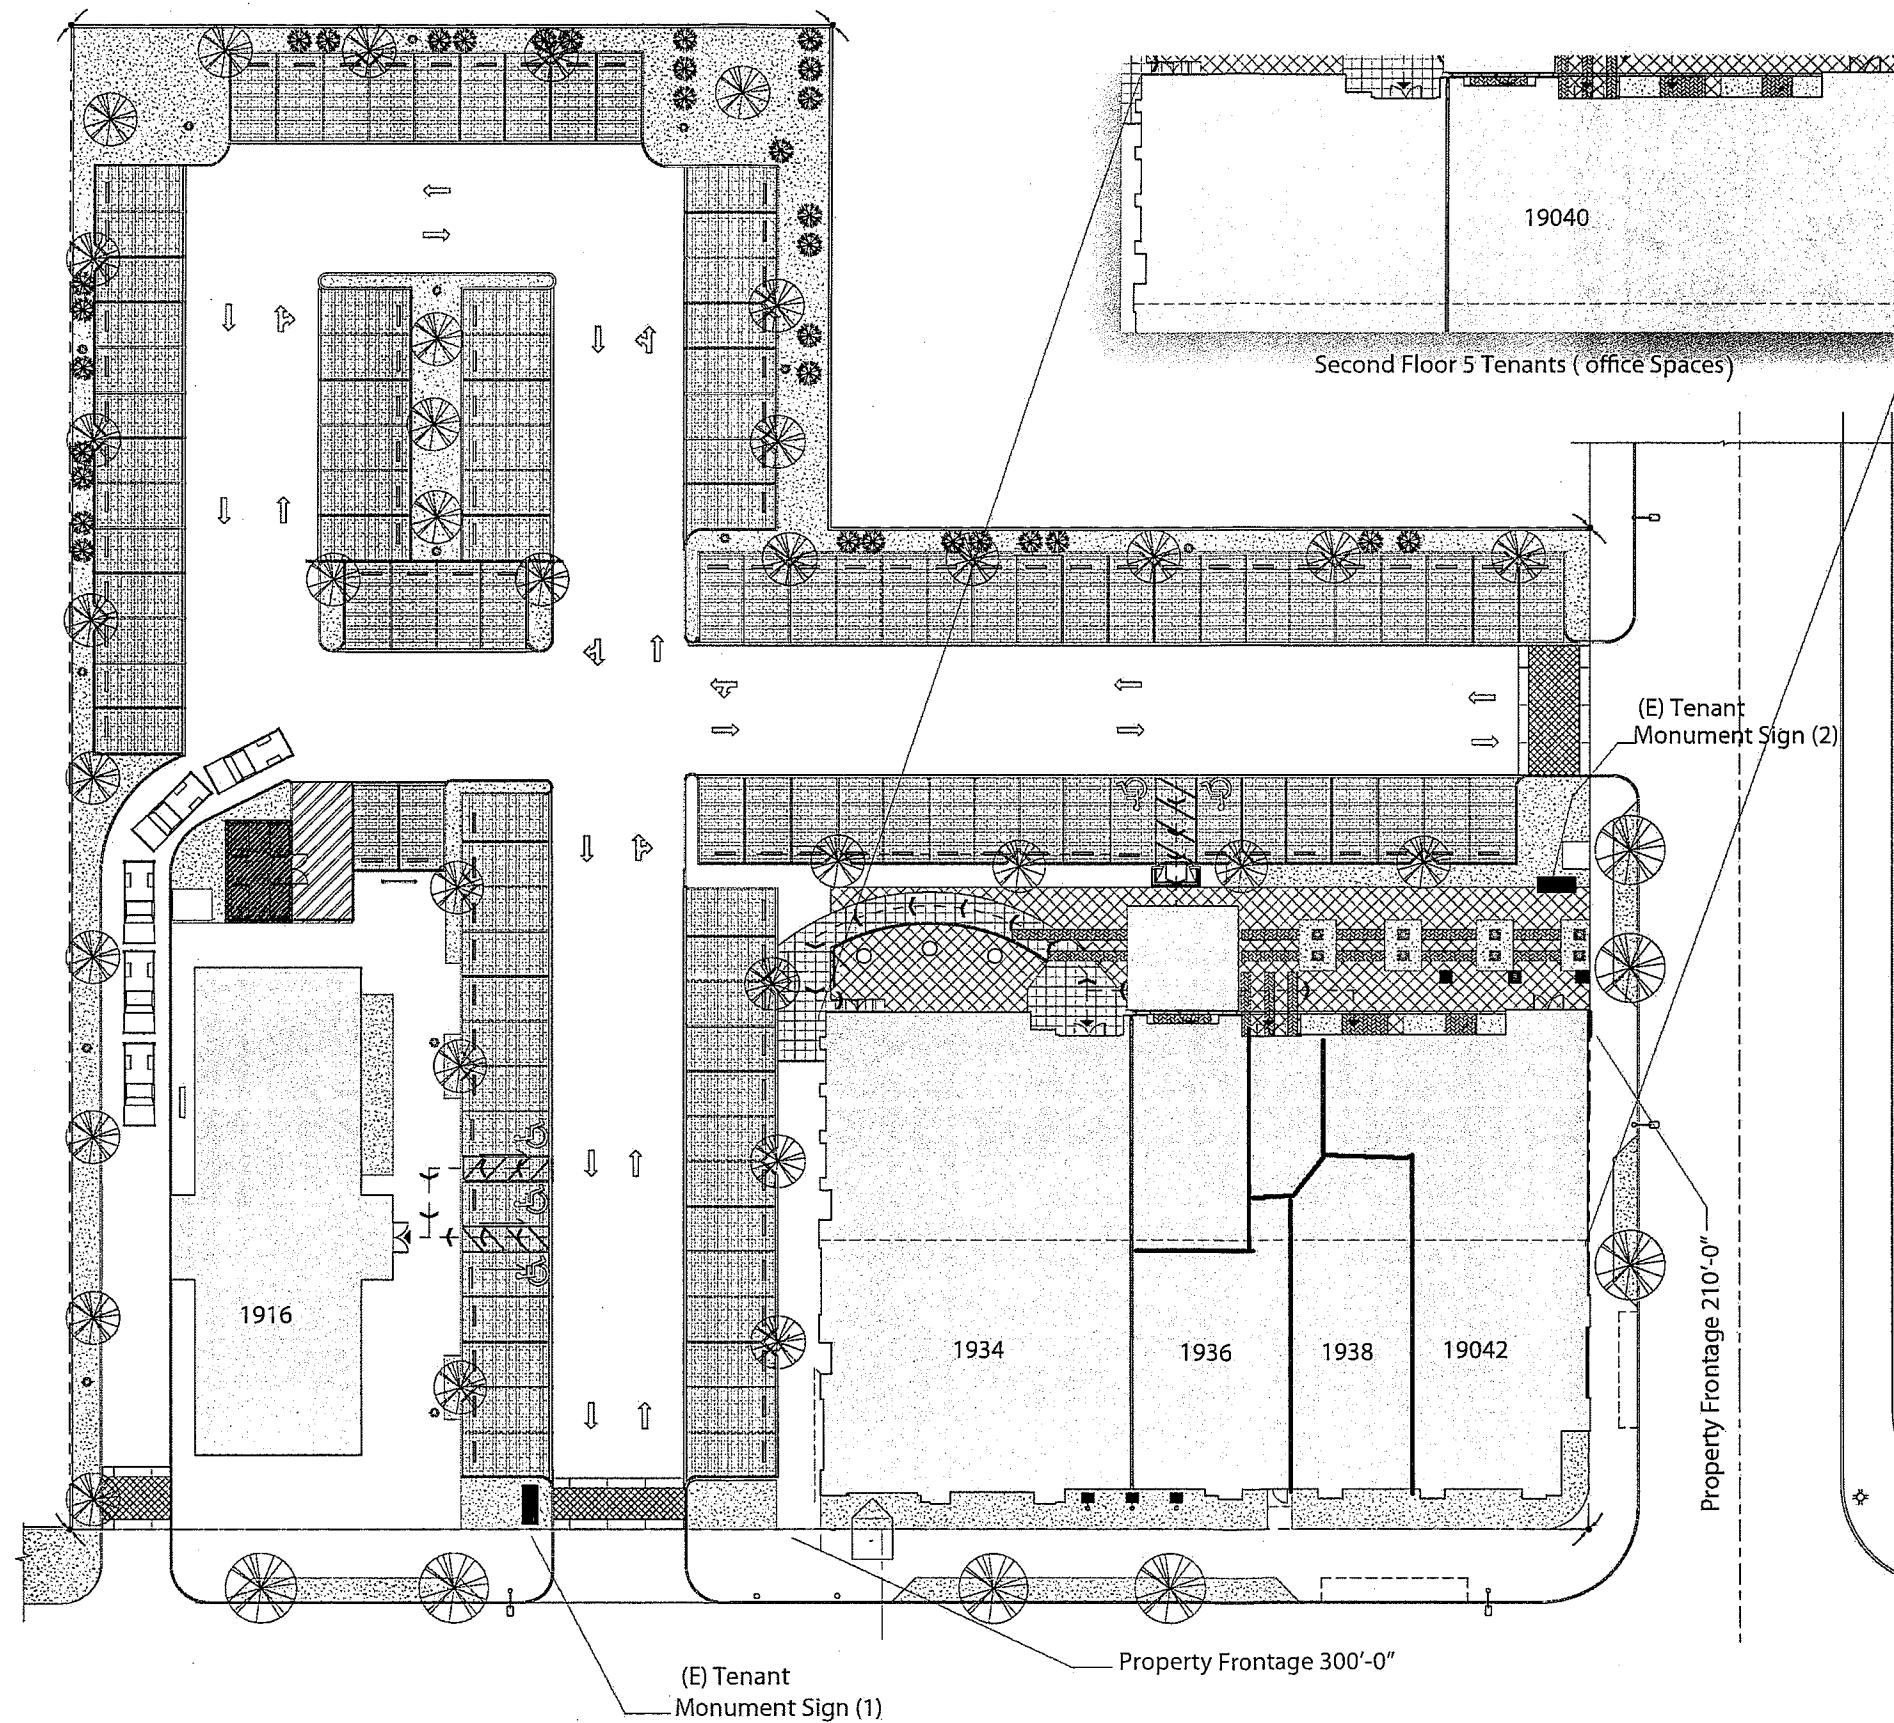 19040
Second Floor 5 Tenants ( office Spaces)
(E) Tenant
Monument Sign (2)
1916
1934
1936
1938
19042
Property Frontage 210'-0"
Property Frontage 300'-0"
(E) Tenant
Monument Sign (1)